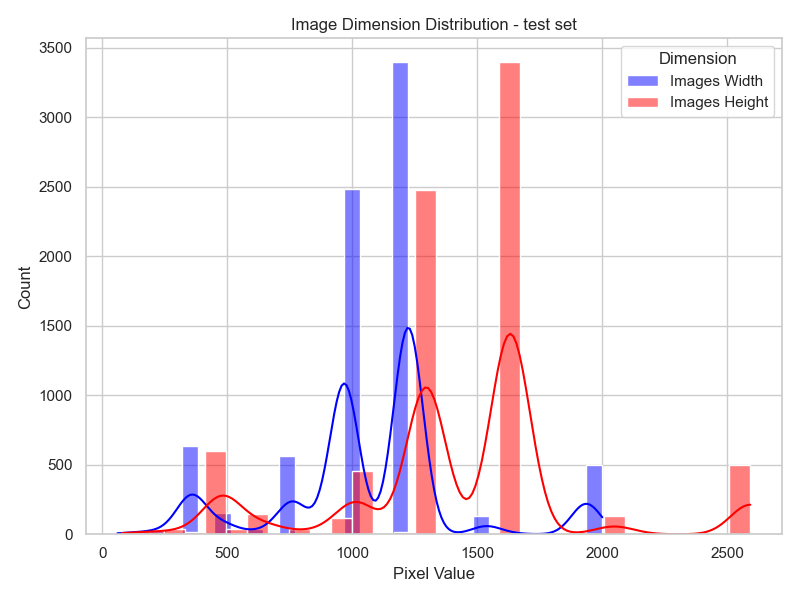 Image Dimension Distribution - test set
Dimension
Images Width
Images Height
Count
3500
3000
2500
2000
1500
1000
500
0
0 500 1000 1500 2000 2500
Pixel Value